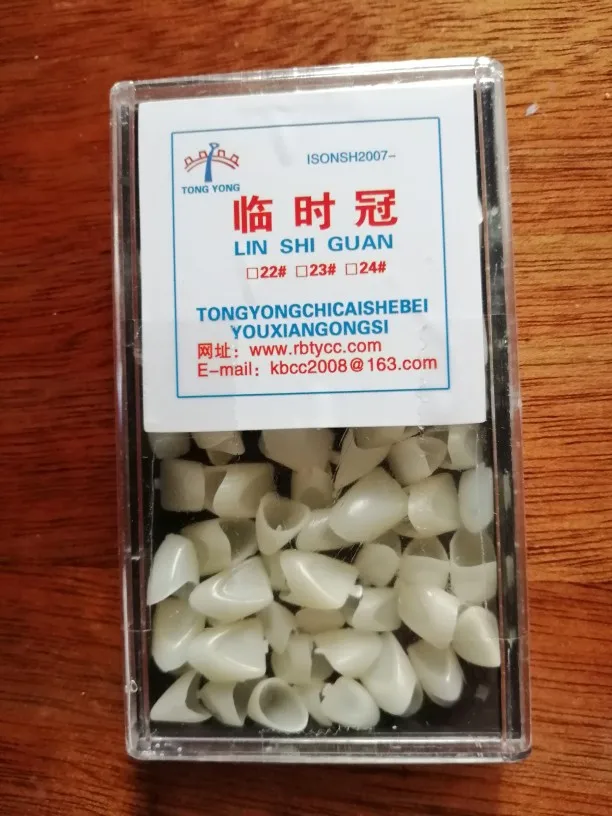 TONG YONG
ISONSH2007-
临时冠
LIN SHI GUAN
□22# □23# □24#
TONGYONGCHICAISHEBEI
YOUXIANGONGSI
网址：www.rbtycc.com
E-mail：kbcc2008@163.com